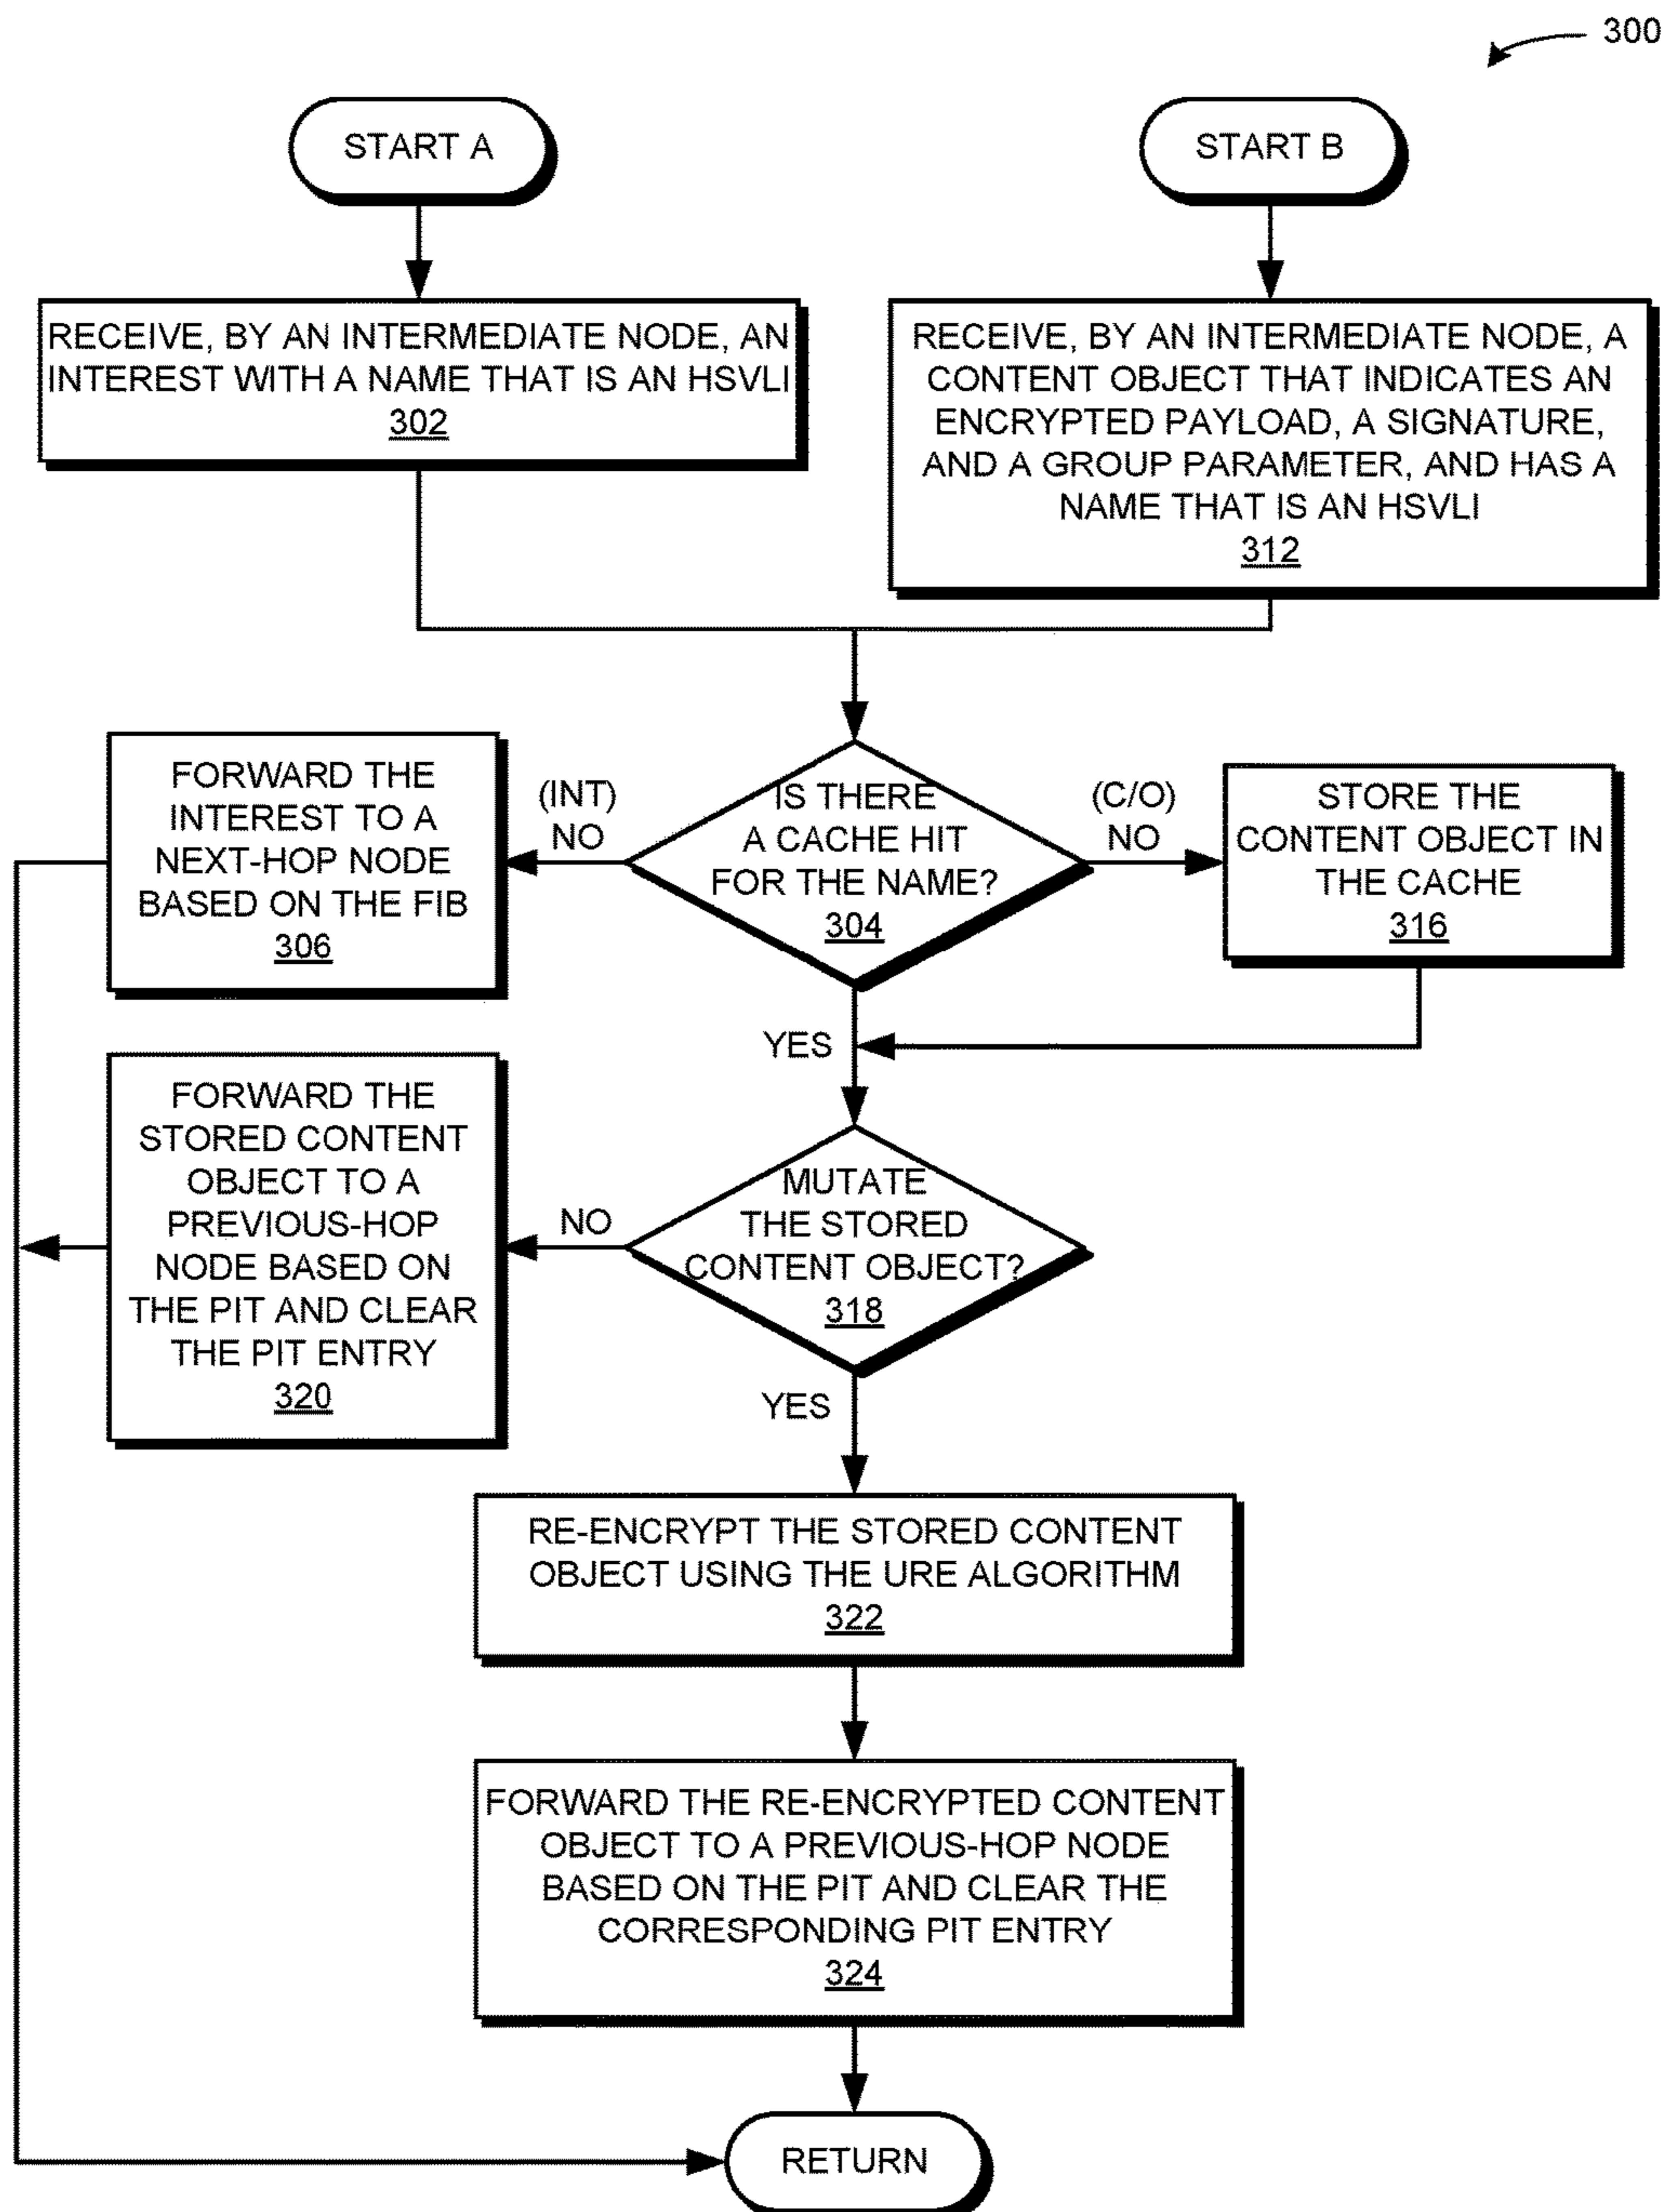 300
START A
START B
RECEIVE, BY AN INTERMEDIATE NODE, AN
INTEREST WITH A NAME THAT IS AN HSVLI
302
RECEIVE, BY AN INTERMEDIATE NODE, A
CONTENT OBJECT THAT INDICATES AN
ENCRYPTED PAYLOAD, A SIGNATURE,
AND A GROUP PARAMETER, AND HAS A
NAME THAT IS AN HSVLI
312
FORWARD THE
INTEREST TO A
NEXT-HOP NODE
BASED ON THE FIB
306
(INT)
NO
IS THERE
A CACHE HIT
FOR THE NAME?
304
(C/O)
NO
STORE THE
CONTENT OBJECT IN
THE CACHE
316
YES
FORWARD THE
STORED CONTENT
OBJECT TO A
PREVIOUS-HOP
NODE BASED ON
THE PIT AND CLEAR
THE PIT ENTRY
320
NO
MUTATE
THE STORED
CONTENT OBJECT?
318
YES
RE-ENCRYPT THE STORED CONTENT
OBJECT USING THE URE ALGORITHM
322
FORWARD THE RE-ENCRYPTED CONTENT
OBJECT TO A PREVIOUS-HOP NODE
BASED ON THE PIT AND CLEAR THE
CORRESPONDING PIT ENTRY
324
RETURN